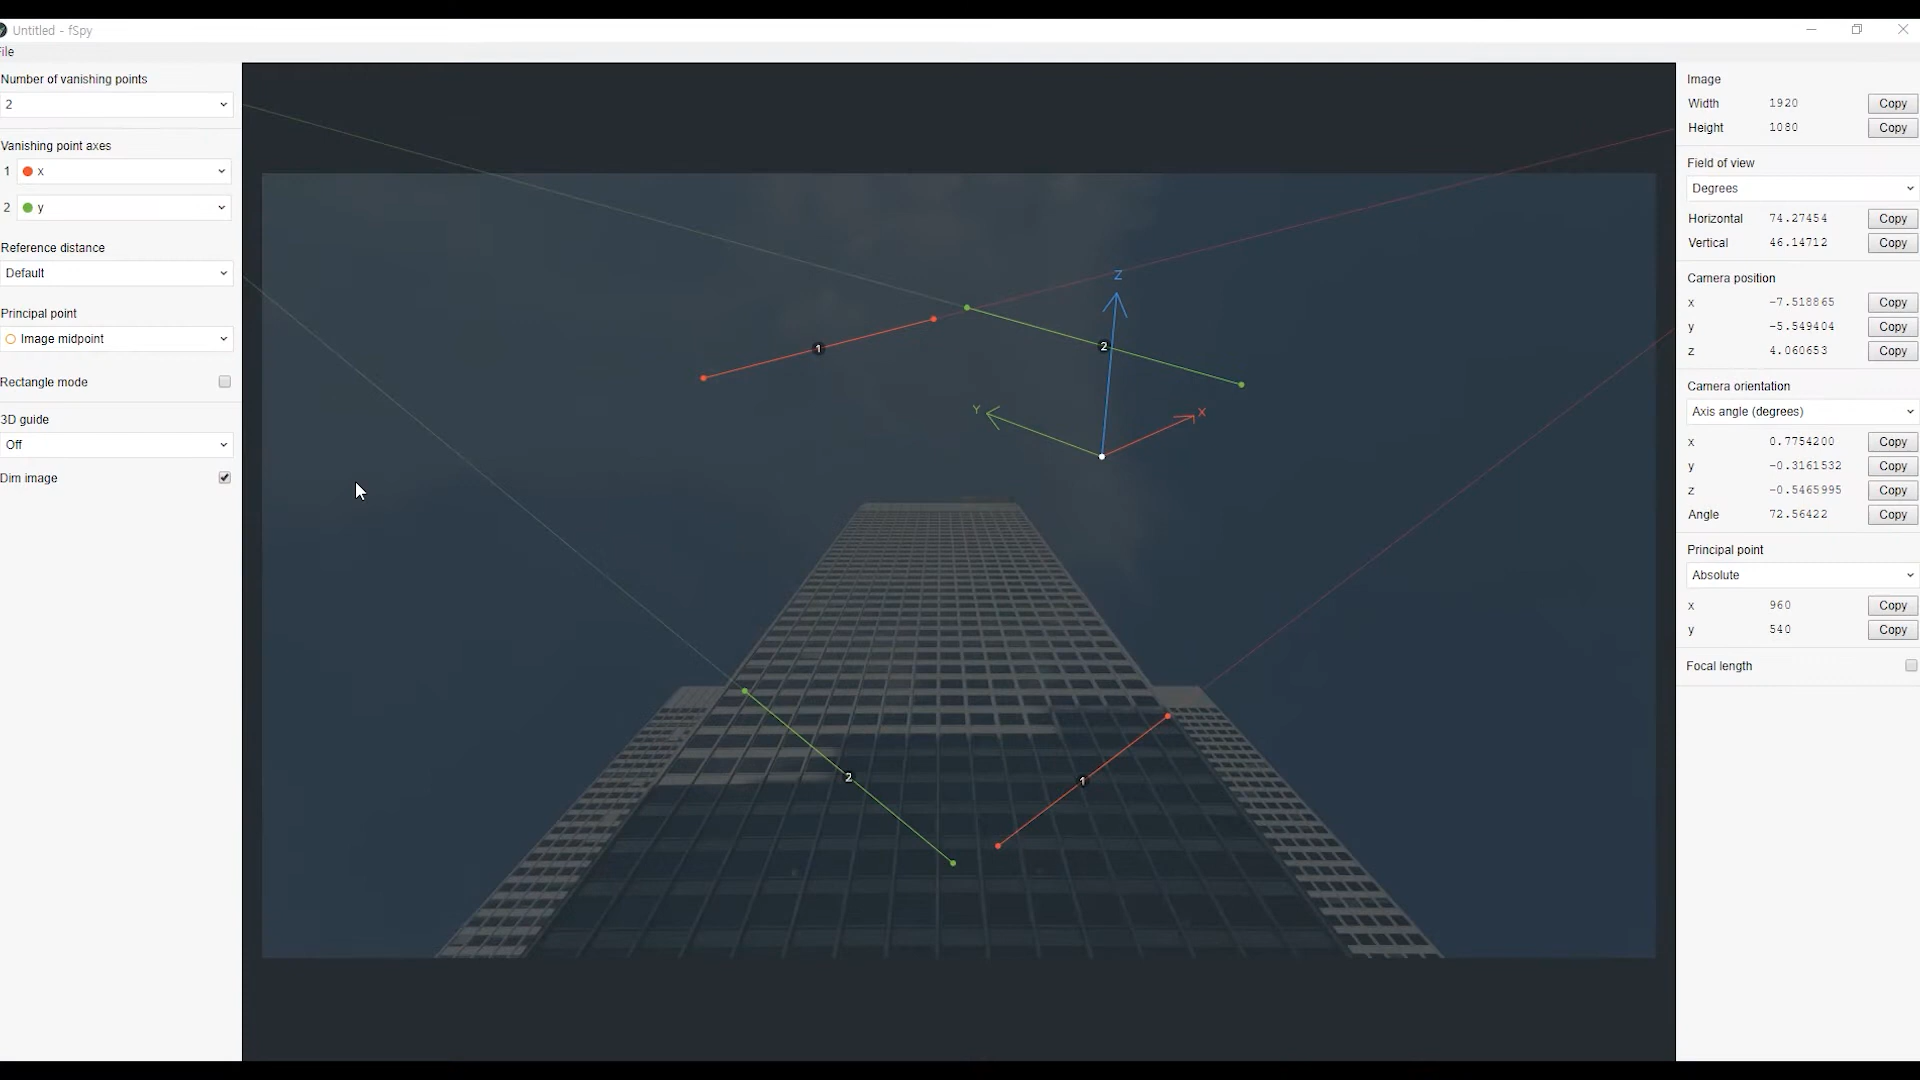 Untitled - fSpy
File
Number of vanishing points
2
Vanishing point axes
1 x
2 y
Reference distance
Default
Principal point
Image midpoint
Rectangle mode
3D guide
Off
Dim image
Z
1
2
Y
X
2
1
Image
Width 1920 Copy
Height 1080 Copy
Field of view
Degrees
Horizontal 74.27454 Copy
Vertical 46.14712 Copy
Camera position
x -7.518865 Copy
y -5.549404 Copy
z 4.060653 Copy
Camera orientation
Axis angle (degrees)
x 0.7754200 Copy
y -0.3161532 Copy
z -0.5465995 Copy
Angle 72.56422 Copy
Principal point
Absolute
x 960 Copy
y 540 Copy
Focal length